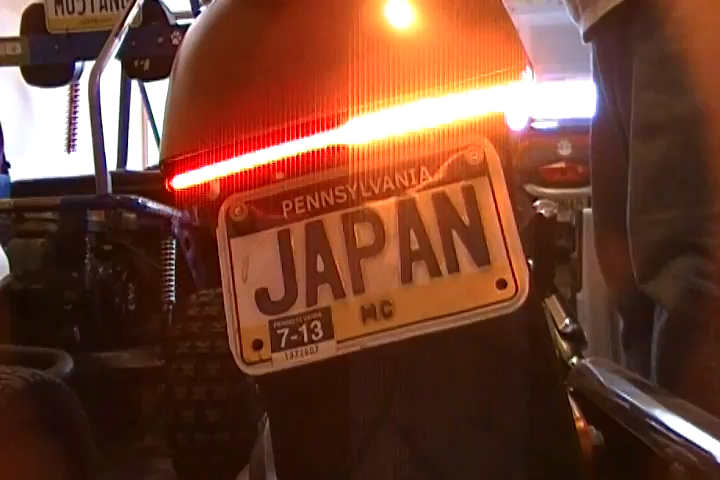 MUSTANG
PENNSYLVANIA
JAPAN
MC
PENNSYLVANIA
7-13